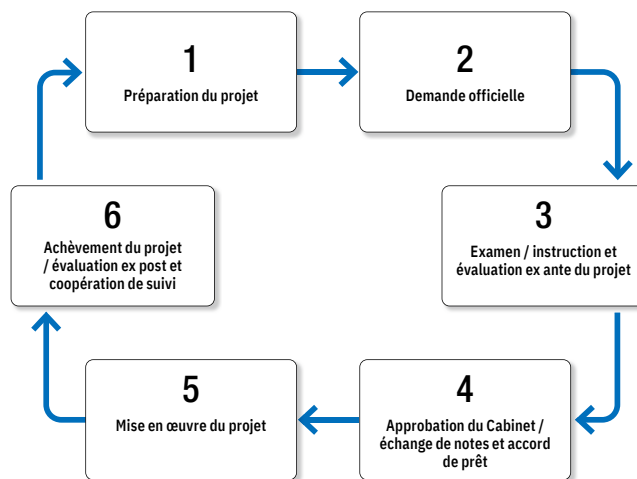 1
Préparation du projet
2
Demande officielle
3
Examen / instruction et
évaluation ex ante du projet
4
Approbation du Cabinet /
échange de notes et accord
de prêt
5
Mise en œuvre du projet
6
Achèvement du projet
/ évaluation ex post et
coopération de suivi